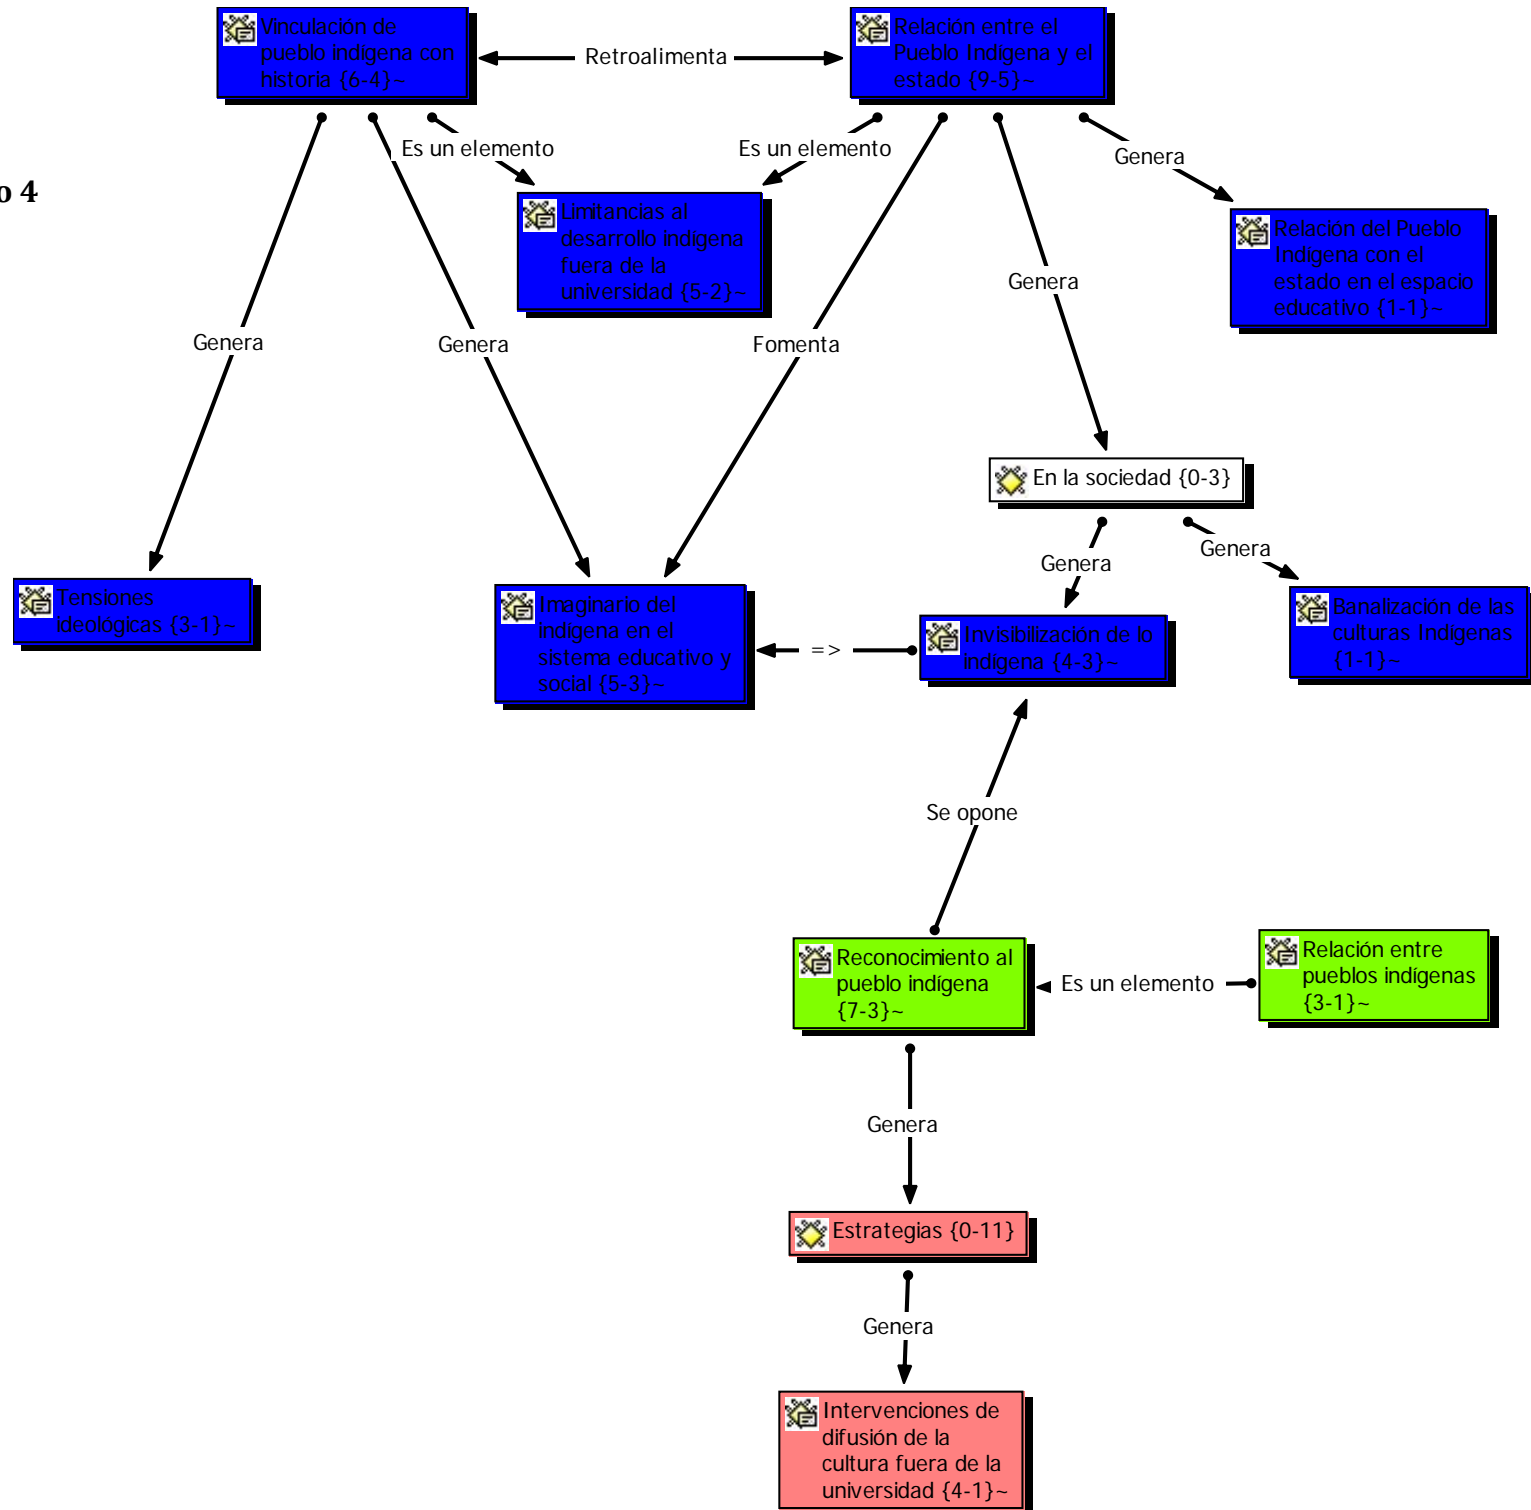 Vinculación de
pueblo indígena con
historia {6-4}~
Retroalimenta
Relación entre el
Pueblo Indígena y el
estado {9-5}~
Es un elemento
Es un elemento
Genera
o 4
Limitancias al
desarrollo indígena
fuera de la
universidad {5-2}~
Relación del Pueblo
Indígena con el
estado en el espacio
educativo {1-1}~
Genera
Genera
Genera
Fomenta
En la sociedad {0-3}
Genera
Genera
Tensiones
ideológicas {3-1}~
Imaginario del
indígena en el
sistema educativo y
social {5-3}~
=>
Invisibilización de lo
indígena {4-3}~
Banalización de las
culturas Indígenas
{1-1}~
Se opone
Reconocimiento al
pueblo indígena
{7-3}~
Es un elemento
Relación entre
pueblos indígenas
{3-1}~
Genera
Estrategias {0-11}
Genera
Intervenciones de
difusión de la
cultura fuera de la
universidad {4-1}~